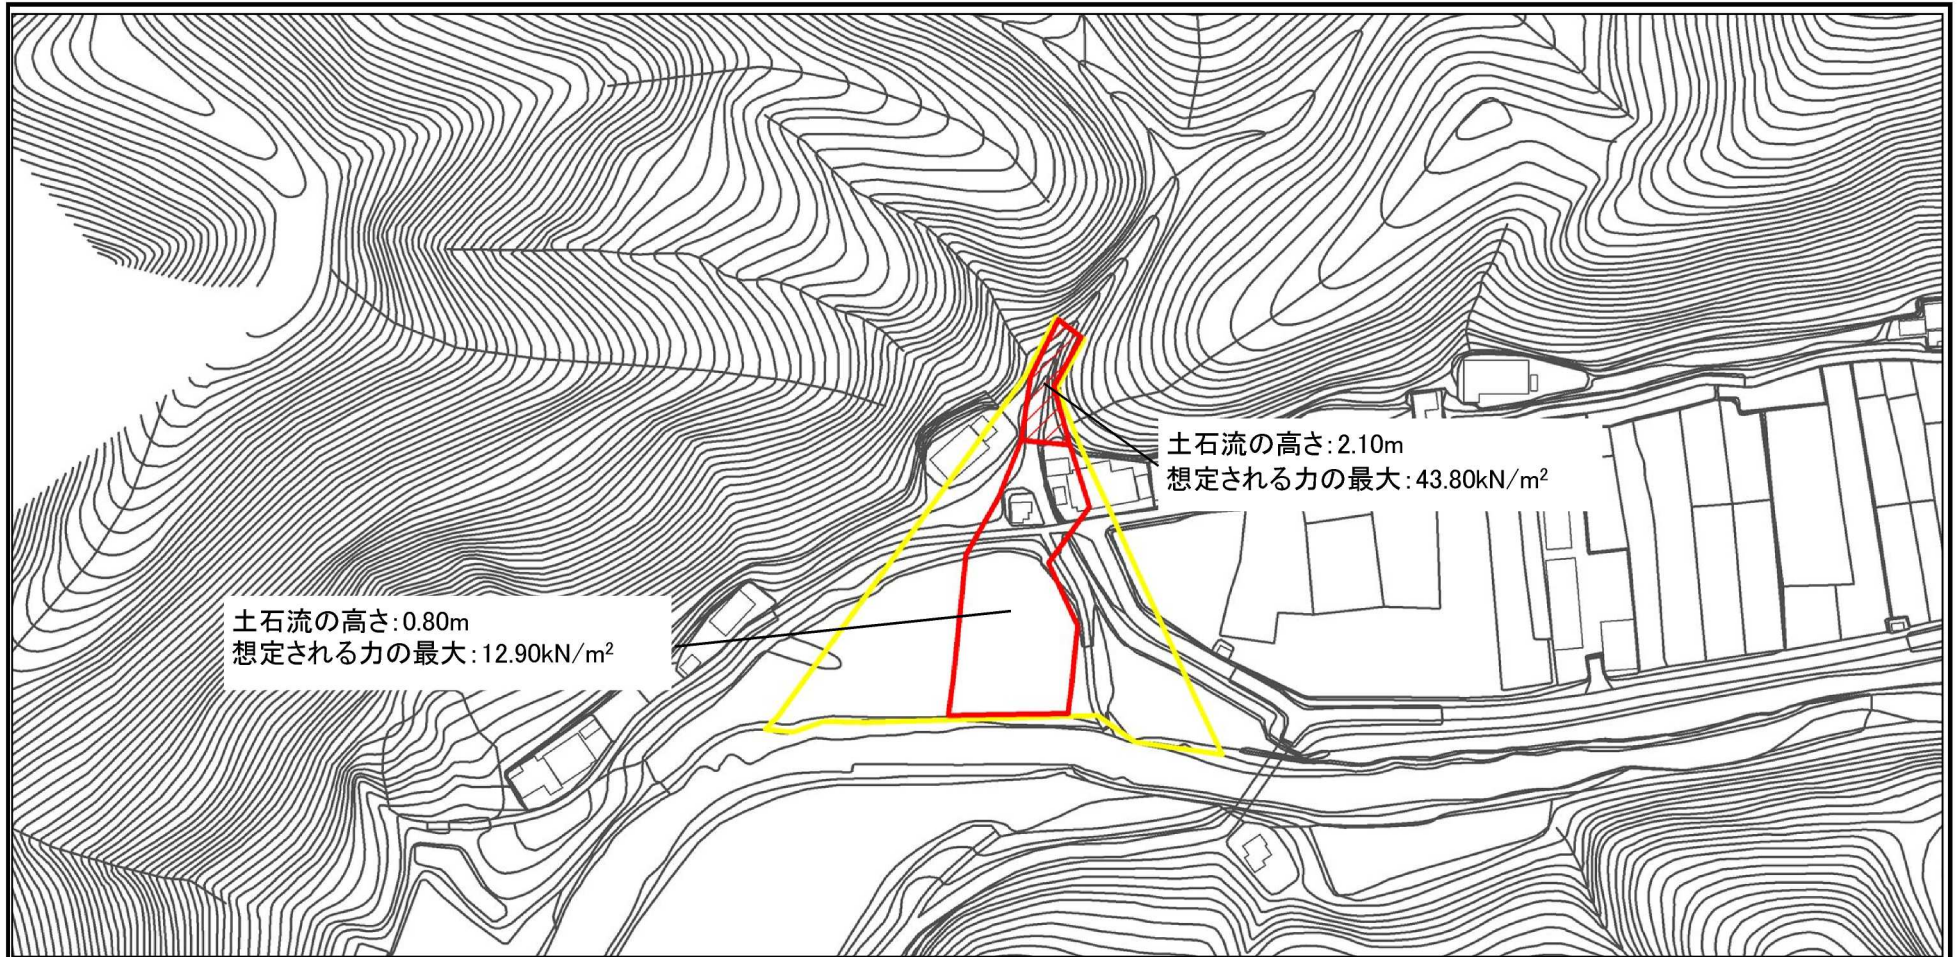 土石流の高さ:2.10m
想定される力の最大:43.80kN/m²
土石流の高さ:0.80m
想定される力の最大:12.90kN/m²